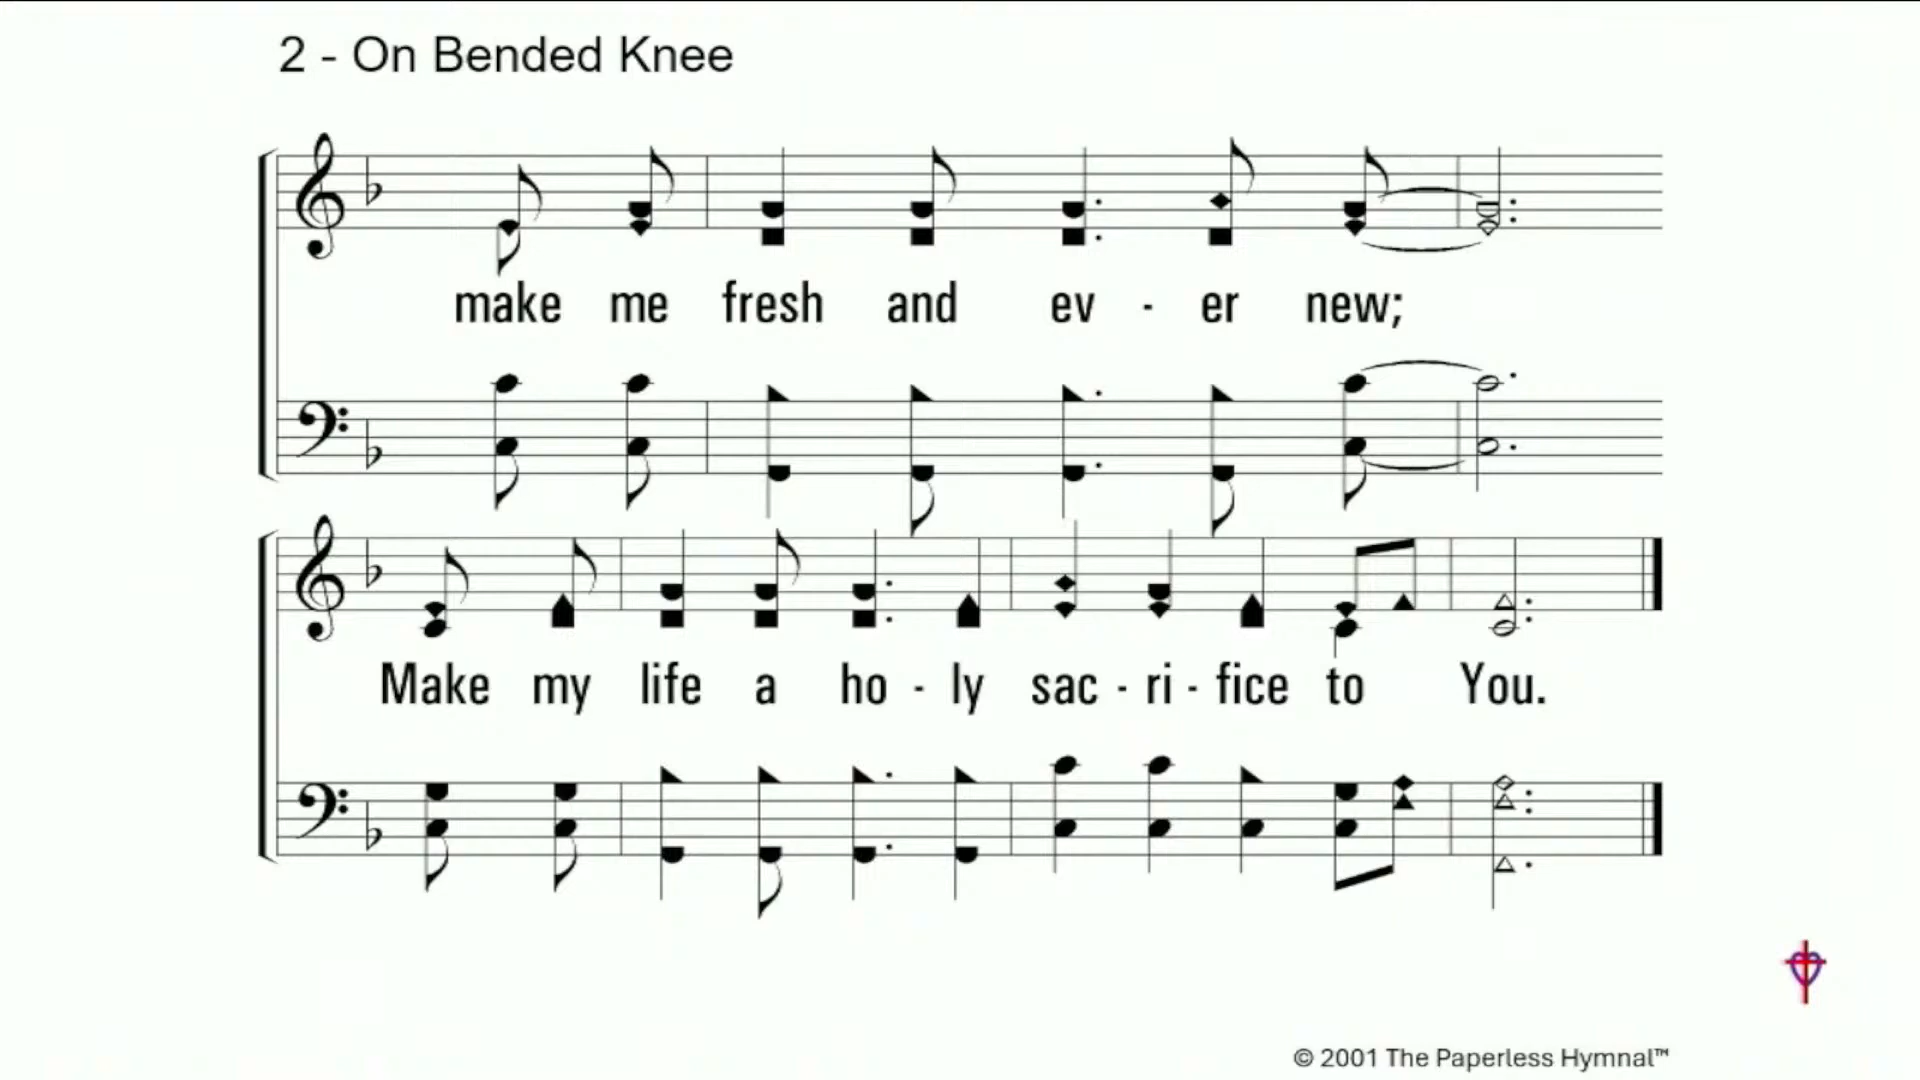 2 - On Bended Knee
make me fresh and ev - er new;
Make my life a ho - ly sac - ri - fice to You.
© 2001 The Paperless Hymnal™